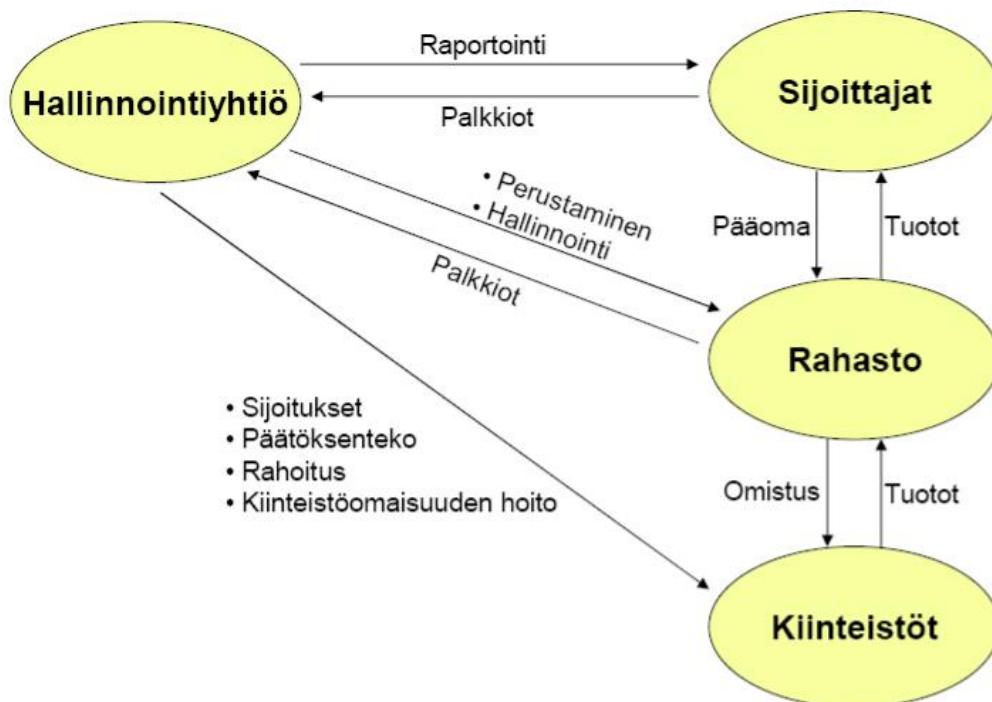 Raportointi
Hallinnointiyhtiö
Sijoittajat
Palkkiot
• Perustaminen
• Hallinnointi
Palkkiot
Pääoma
Tuotot
Rahasto
• Sijoitukset
• Päätöksenteko
• Rahoitus
• Kiinteistöomaisuuden hoito
Omistus
Tuotot
Kiinteistöt